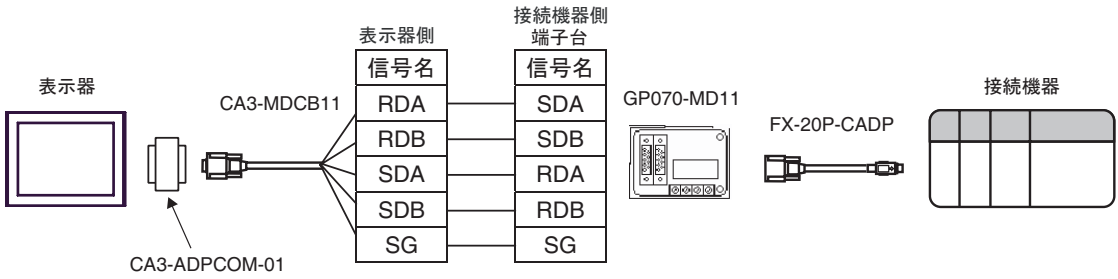 表示器
CA3-ADPCOM-01
CA3-MDCB11
表示器側
信号名
RDA
RDB
SDA
SDB
SG
接続機器側
端子台
信号名
SDA
SDB
RDA
RDB
SG
GP070-MD11
FX-20P-CADP
接続機器